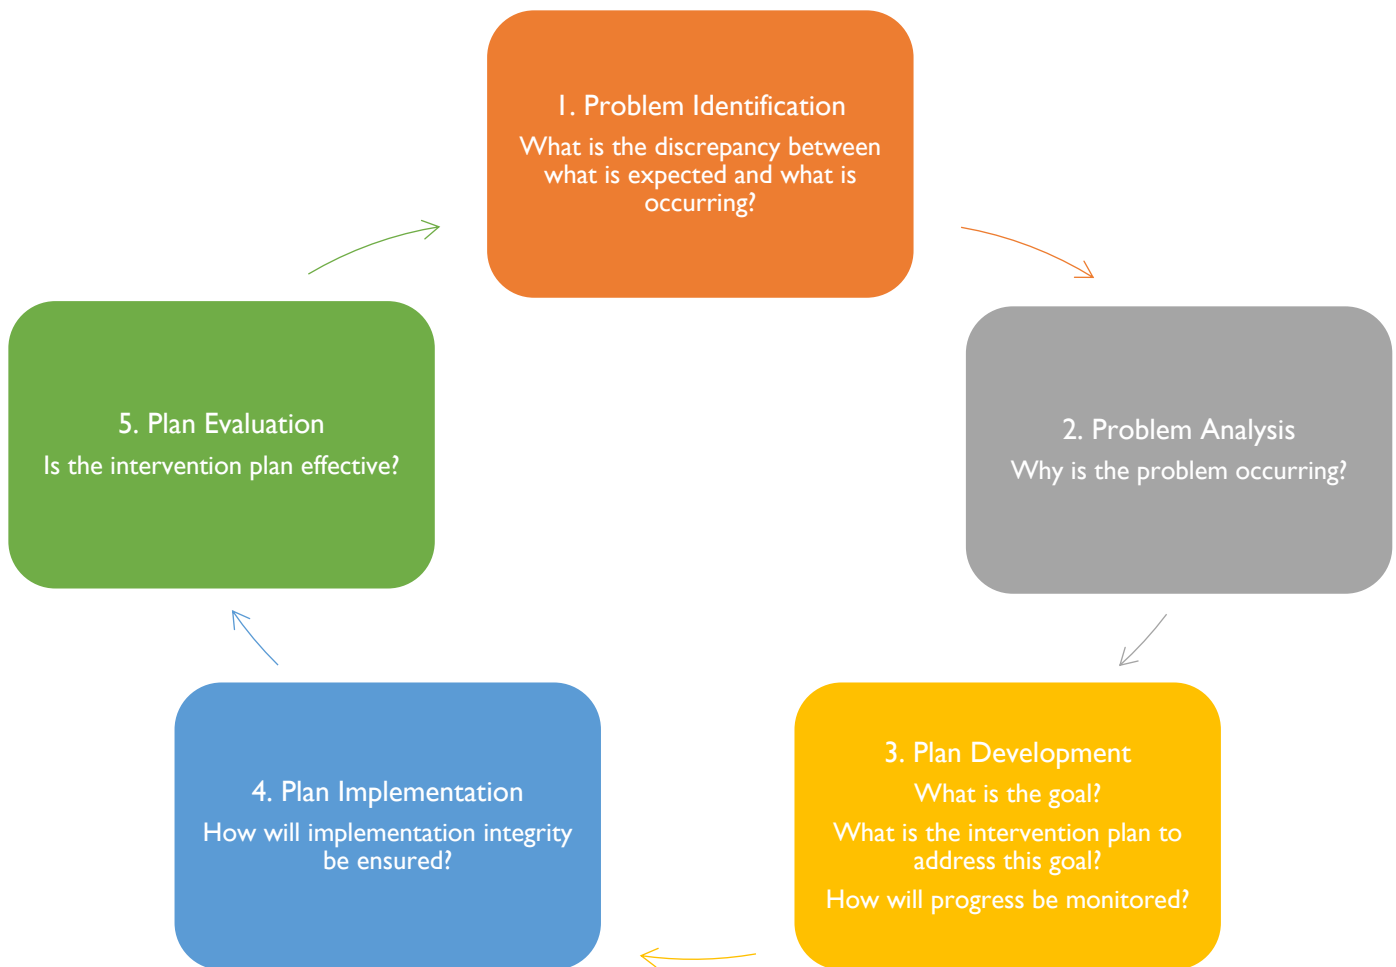 1. Problem Identification
What is the discrepancy between
what is expected and what is
occurring?
2. Problem Analysis
Why is the problem occurring?
3. Plan Development
What is the goal?
What is the intervention plan to
address this goal?
How will progress be monitored?
4. Plan Implementation
How will implementation integrity
be ensured?
5. Plan Evaluation
Is the intervention plan effective?